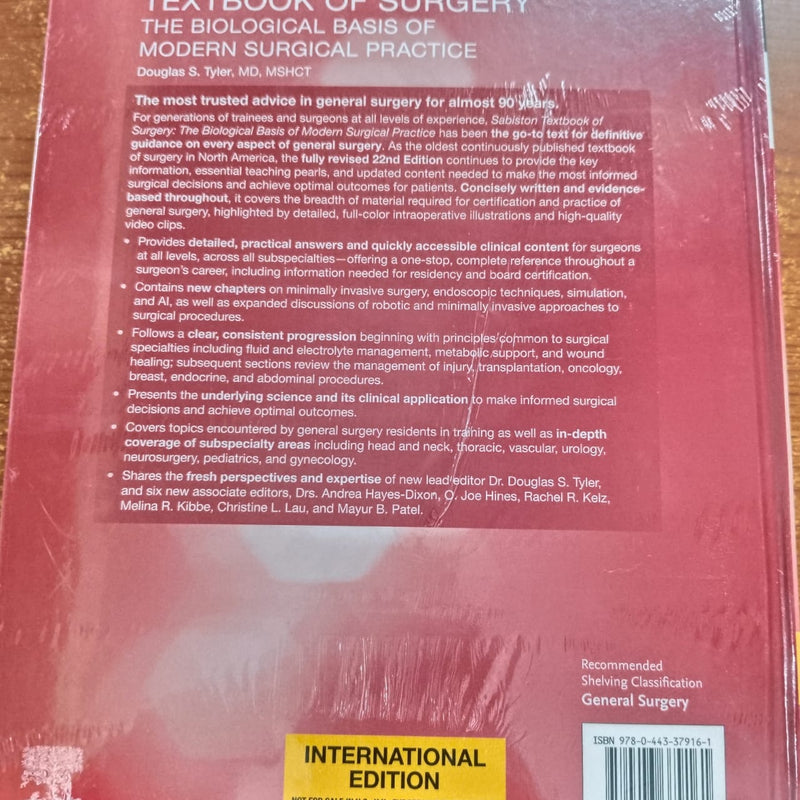 TEXTBOOK OF SURGERY
THE BIOLOGICAL BASIS OF
MODERN SURGICAL PRACTICE
Douglas S. Tyler, MD, MSHCT
The most trusted advice in general surgery for almost 90 years.
For generations of trainees and surgeons at all levels of experience, Sabiston Textbook of
Surgery: The Biological Basis of Modern Surgical Practice has been the go-to text for definitive
guidance on every aspect of general surgery. As the oldest continuously published textbook
of surgery in North America, the fully revised 22nd Edition continues to provide the key
information, essential teaching pearls, and updated content needed to make the most informed
surgical decisions and achieve optimal outcomes for patients. Concisely written and evidence-
based throughout, it covers the breadth of material required for certification and practice of
general surgery, highlighted by detailed, full-color intraoperative illustrations and high-quality
video clips.
• Provides detailed, practical answers and quickly accessible clinical content for surgeons
at all levels, across all subspecialties—offering a one-stop, complete reference throughout a
surgeon's career, including information needed for residency and board certification.
• Contains new chapters on minimally invasive surgery, endoscopic techniques, simulation,
and AI, as well as expanded discussions of robotic and minimally invasive approaches to
surgical procedures.
• Follows a clear, consistent progression beginning with principles common to surgical
specialties including fluid and electrolyte management, metabolic support, and wound
healing; subsequent sections review the management of injury, transplantation, oncology,
breast, endocrine, and abdominal procedures.
• Presents the underlying science and its clinical application to make informed surgical
decisions and achieve optimal outcomes.
• Covers topics encountered by general surgery residents in training as well as in-depth
coverage of subspecialty areas including head and neck, thoracic, vascular, urology,
neurosurgery, pediatrics, and gynecology.
• Shares the fresh perspectives and expertise of new lead editor Dr. Douglas S. Tyler,
and six new associate editors, Drs. Andrea Hayes-Dixon, O. Joe Hines, Rachel R. Kelz,
Melina R. Kibbe, Christine L. Lau, and Mayur B. Patel.
Recommended
Shelving Classification
General Surgery
ISBN 978-0-443-37916-1
INTERNATIONAL
EDITION